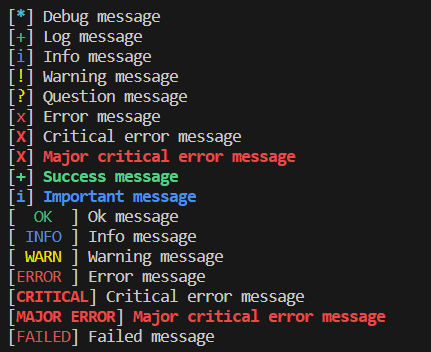 [*] Debug message
[+] Log message
[i] Info message
[!] Warning message
[?] Question message
[x] Error message
[X] Critical error message
[X] Major critical error message
[+] Success message
[i] Important message
[  OK  ] Ok message
[ INFO ] Info message
[ WARN ] Warning message
[ERROR ] Error message
[CRITICAL] Critical error message
[MAJOR ERROR] Major critical error message
[FAILED] Failed message